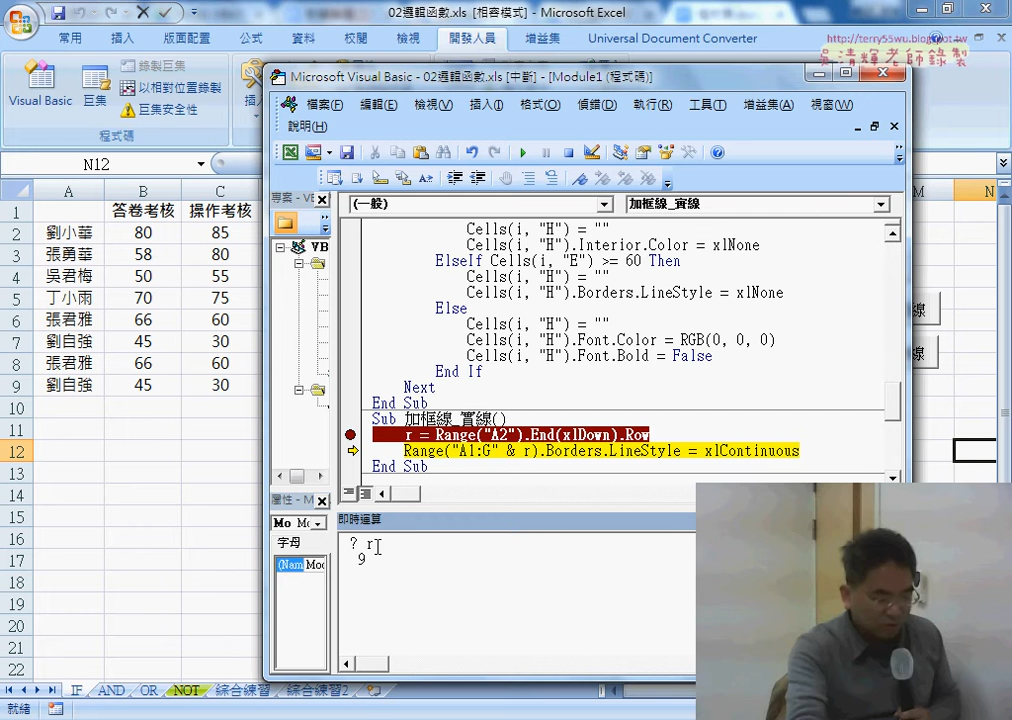 02邏輯函數.xls [相容模式] - Microsoft Excel
http://terry55wu.blogspot.tw
吳清輝老師錄製
常用 插入 版面配置 公式 資料 校閱 檢視 開發人員 增益集 Universal Document Converter
Visual Basic 巨集 錄製巨集
以相對位置錄製
巨集安全性
程式碼
插
N12
A B C M N
1 答卷考核 操作考核
2 劉小華 80 85
3 張勇華 58 80
4 吳君梅 50 55
5 丁小雨 70 75
6 張君雅 66 60
7 劉自強 45 30
8 張君雅 66 60
9 劉自強 45 30
10
11
12
13
14
15
16
17
18
19
20
21
22
線
線
IF AND OR NOT 綜合練習 綜合練習2
就緒
Microsoft Visual Basic - 02邏輯函數.xls [中斷] - [Module1 (程式碼)]
檔案(F) 編輯(E) 檢視(V) 插入(I) 格式(O) 偵錯(D) 執行(R) 工具(T) 增益集(A) 視窗(W)
說明(H)
專案 - VB
VB
(一般) 加框線_實線
Cells(i, "H") = ""
Cells(i, "H").Interior.Color = xlNone
ElseIf Cells(i, "E") >= 60 Then
Cells(i, "H") = ""
Cells(i, "H").Borders.LineStyle = xlNone
Else
Cells(i, "H") = ""
Cells(i, "H").Font.Color = RGB(0, 0, 0)
Cells(i, "H").Font.Bold = False
End If
Next
End Sub
Sub 加框線_實線()
r = Range("A2").End(xlDown).Row
Range("A1:G" & r).Borders.LineStyle = xlContinuous
End Sub
屬性 - M
Mo Mo
字母
(Nam Moc
即時運算
? r
9